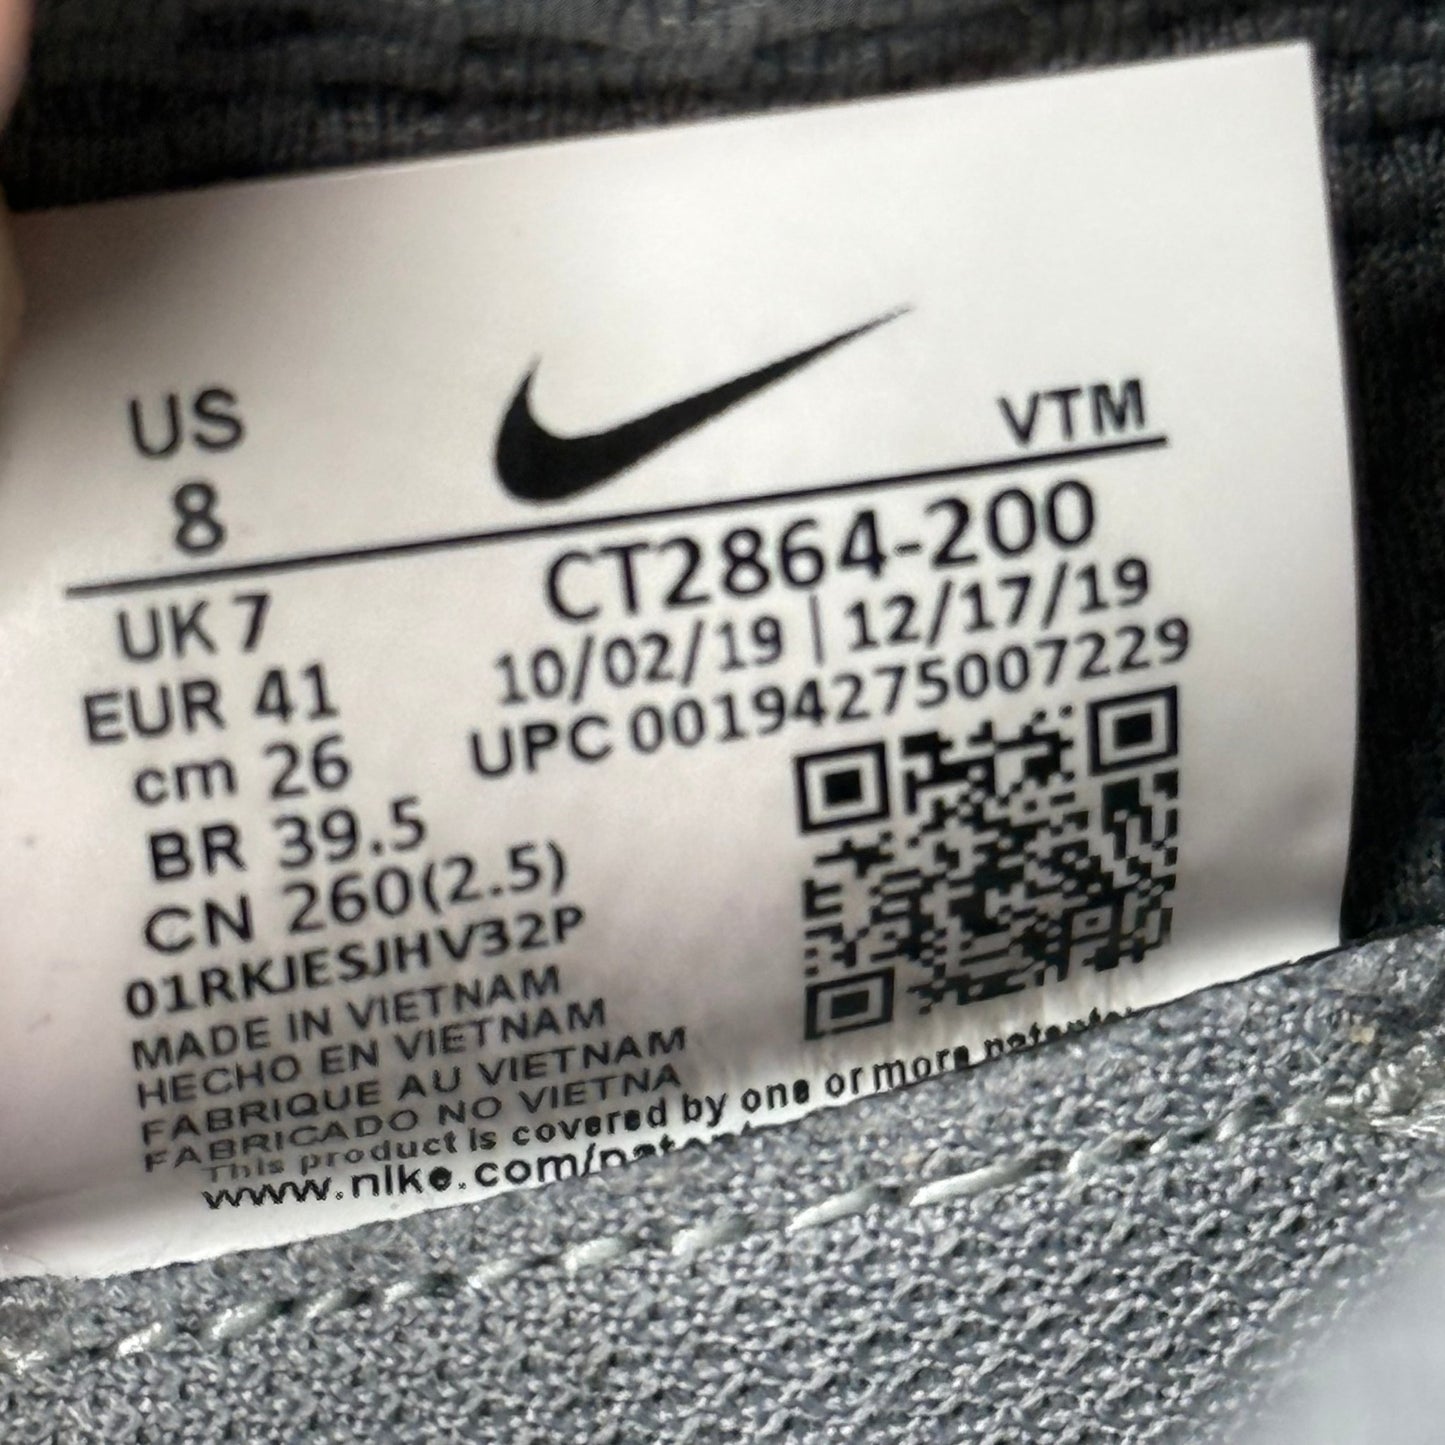 US
8
VTM
UK 7
EUR 41
cm 26
BR 39.5
CN 260(2.5)
01RKJESJHV32P
MADE IN VIETNAM
HECHO EN VIETNAM
FABRIQUE AU VIETNAM
FABRICADO NO VIETNA
This product is covered by one or more patents
www.nike.com/
CT2864-200
10/02/19 | 12/17/19
UPC 00194275007229